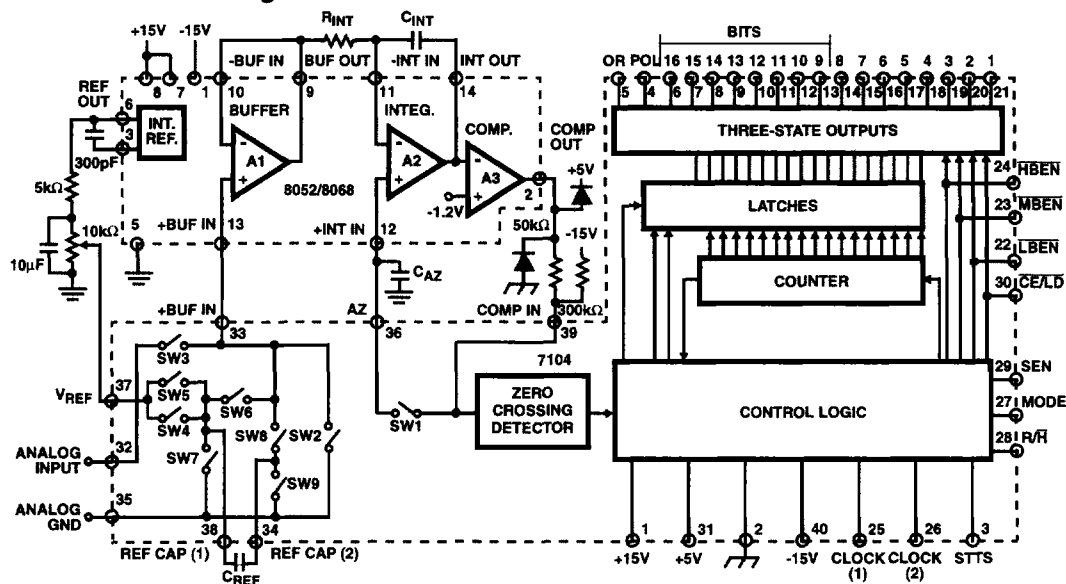 RINT CINT
+15V -15V
BITS
-BUF IN BUF OUT -INT IN INT OUT
OR POL 16 15 14 13 12 11 10 9 8 7 6 5 4 3 2 1
REF OUT
8 7 1 10 9 11 14
5 4 6 7 8 9 10 11 12 13 14 15 16 17 18 19 20 21
6
3
INT. REF.
BUFFER
INTEG.
COMP.
COMP OUT
THREE-STATE OUTPUTS
300pF
A1
A2
A3
+5V
24
HBEN
5kΩ
8052/8068
-1.2V
2
LATCHES
23
MBEN
10kΩ
5
+BUF IN
13
+INT IN
12
50kΩ
-15V
22
LBEN
10μF
CAZ
COUNTER
30
CE/LD
+BUF IN
AZ
COMP IN
300kΩ
33
36
39
SW3
7104
VREF
37
SW5
SW4
SW6
SW1
ZERO CROSSING DETECTOR
CONTROL LOGIC
29
SEN
27
MODE
28
R/H
ANALOG INPUT
32
SW7
SW8
SW2
SW9
ANALOG GND
35
38
34
REF CAP (1)
REF CAP (2)
CREF
1 31 2 40 25 26 3
+15V +5V -15V CLOCK (1) CLOCK (2) STTS